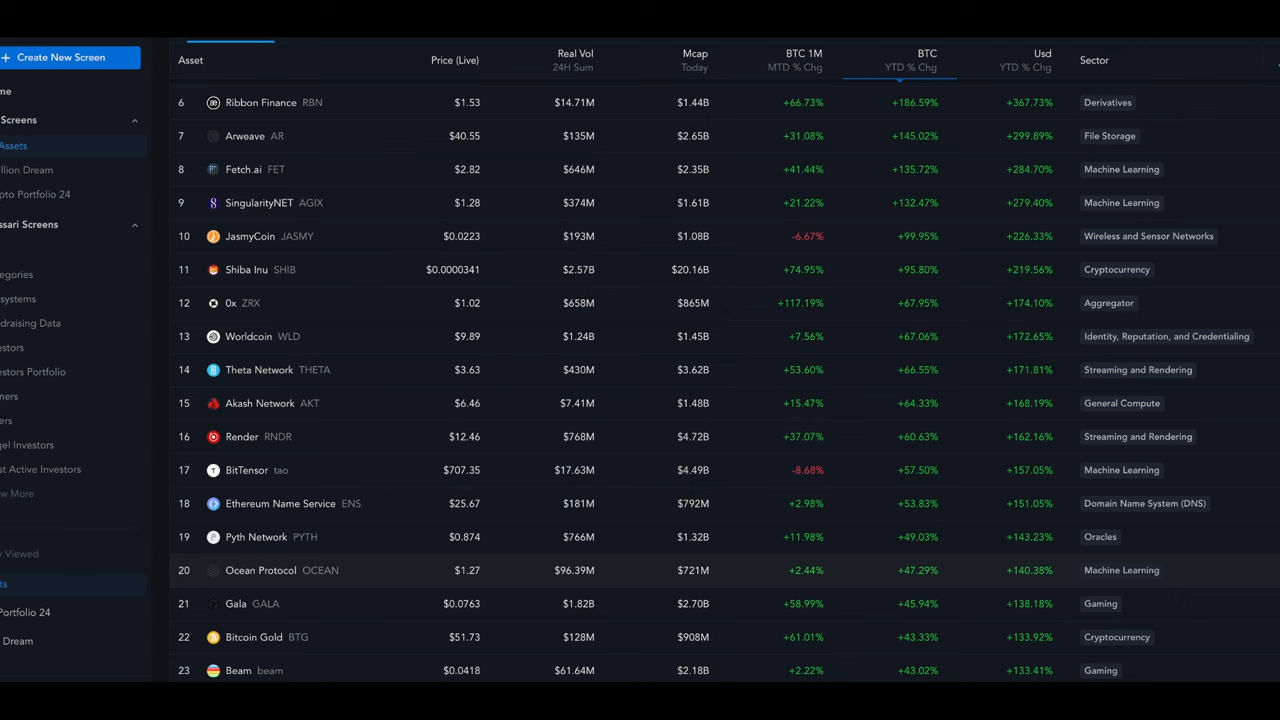 + Create New Screen
me
Screens
Assets
llion Dream
pto Portfolio 24
ssari Screens
egories
systems
draising Data
estors
estors Portfolio
ners
ers
gel Investors
st Active Investors
w More
y Viewed
ts
Portfolio 24
Dream
Asset Price (Live) Real Vol 24H Sum Mcap Today BTC 1M MTD % Chg BTC YTD % Chg Usd YTD % Chg Sector
6 Ribbon Finance RBN $1.53 $14.71M $1.44B +66.73% +186.59% +367.73% Derivatives
7 Arweave AR $40.55 $135M $2.65B +31.08% +145.02% +299.89% File Storage
8 Fetch.ai FET $2.82 $646M $2.35B +41.44% +135.72% +284.70% Machine Learning
9 SingularityNET AGIX $1.28 $374M $1.61B +21.22% +132.47% +279.40% Machine Learning
10 JasmyCoin JASMY $0.0223 $193M $1.08B -6.67% +99.95% +226.33% Wireless and Sensor Networks
11 Shiba Inu SHIB $0.0000341 $2.57B $20.16B +74.95% +95.80% +219.56% Cryptocurrency
12 0x ZRX $1.02 $658M $865M +117.19% +67.95% +174.10% Aggregator
13 Worldcoin WLD $9.89 $1.24B $1.45B +7.56% +67.06% +172.65% Identity, Reputation, and Credentialing
14 Theta Network THETA $3.63 $430M $3.62B +53.60% +66.55% +171.81% Streaming and Rendering
15 Akash Network AKT $6.46 $7.41M $1.48B +15.47% +64.33% +168.19% General Compute
16 Render RNDR $12.46 $768M $4.72B +37.07% +60.63% +162.16% Streaming and Rendering
17 BitTensor tao $707.35 $17.63M $4.49B -8.68% +57.50% +157.05% Machine Learning
18 Ethereum Name Service ENS $25.67 $181M $792M +2.98% +53.83% +151.05% Domain Name System (DNS)
19 Pyth Network PYTH $0.874 $766M $1.32B +11.98% +49.03% +143.23% Oracles
20 Ocean Protocol OCEAN $1.27 $96.39M $721M +2.44% +47.29% +140.38% Machine Learning
21 Gala GALA $0.0763 $1.82B $2.70B +58.99% +45.94% +138.18% Gaming
22 Bitcoin Gold BTG $51.73 $128M $908M +61.01% +43.33% +133.92% Cryptocurrency
23 Beam beam $0.0418 $61.64M $2.18B +2.22% +43.02% +133.41% Gaming